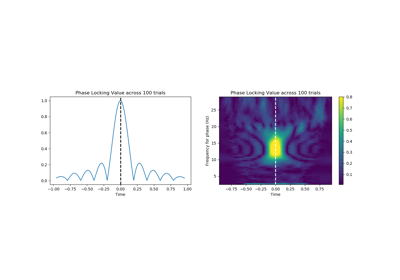 Phase Locking Value across 100 trials
1.0
0.8
0.6
0.4
0.2
0.0
−1.00 −0.75 −0.50 −0.25 0.00 0.25 0.50 0.75 1.00
Time
Phase Locking Value across 100 trials
Frequency for phase (Hz)
25
20
15
10
5
−0.75 −0.50 −0.25 0.00 0.25 0.50 0.75
Time
0.8
0.7
0.6
0.5
0.4
0.3
0.2
0.1